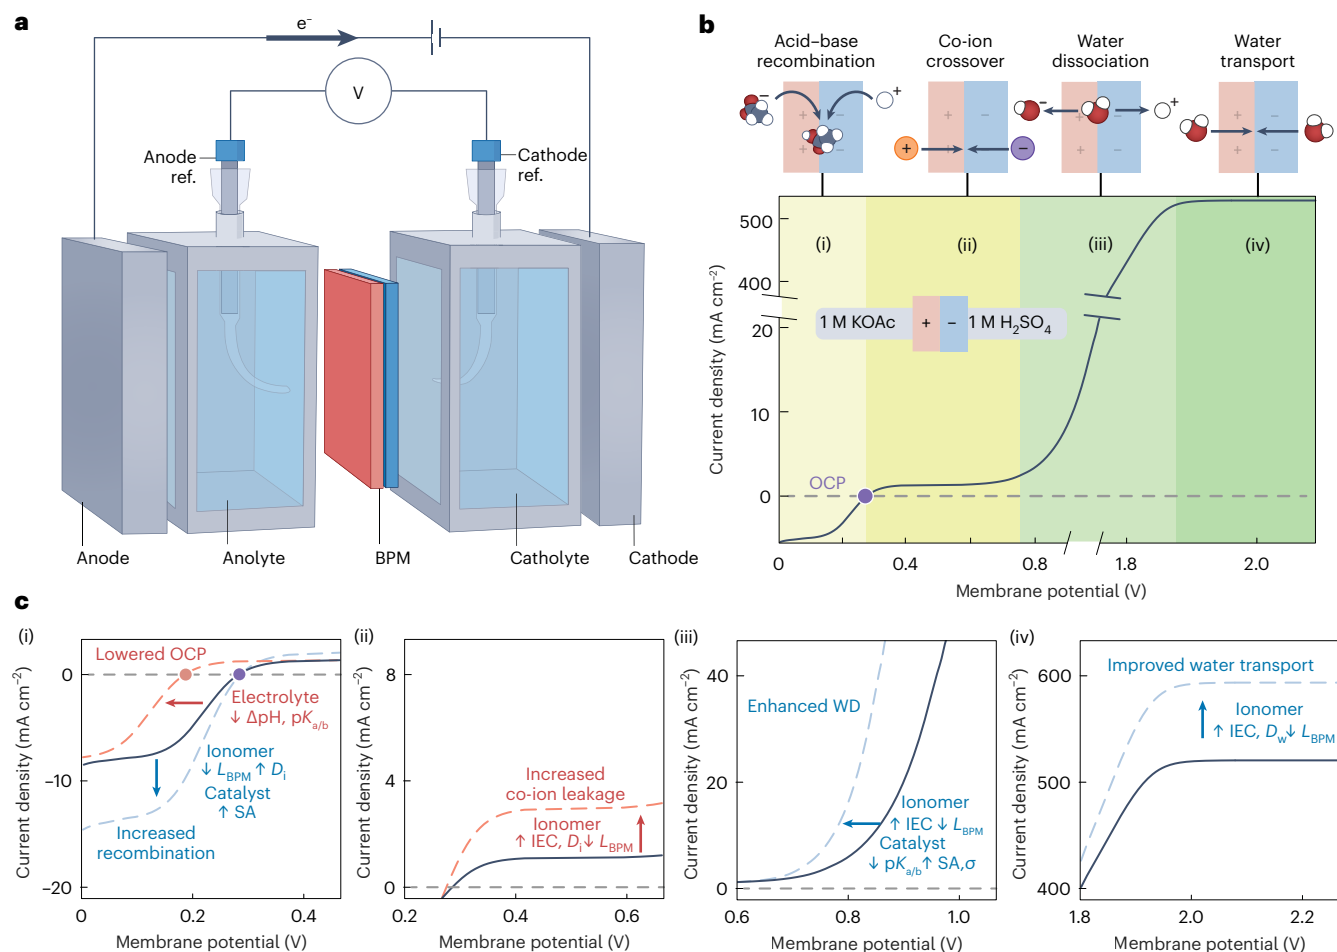 a
e⁻
V
Anode
ref.
Cathode
ref.
Anode
Anolyte
BPM
Catholyte
Cathode
b
Acid–base
recombination
Co-ion
crossover
Water
dissociation
Water
transport
− + + − + −
+ − + − + −
− + + − + −
+ − + −
(i) (ii) (iii) (iv)
1 M KOAc + − 1 M H₂SO₄
OCP
Current density (mA cm⁻²)
500
400
20
10
0
0 0.4 0.8 1.8 2.0
Membrane potential (V)
c
(i)
Lowered OCP
Electrolyte
↓ ΔpH, pKa/b
Ionomer
↓ LBPM ↑ Di
Catalyst
↑ SA
Increased
recombination
Current density (mA cm⁻²)
0
−10
−20
0 0.2 0.4
Membrane potential (V)
(ii)
Increased
co-ion leakage
Ionomer
↑ IEC, Di ↓ LBPM
Current density (mA cm⁻²)
8
4
0
0.2 0.4 0.6
Membrane potential (V)
(iii)
Enhanced WD
Ionomer
↑ IEC ↓ LBPM
Catalyst
↓ pKa/b ↑ SA,σ
Current density (mA cm⁻²)
40
20
0
0.6 0.8 1.0
Membrane potential (V)
(iv)
Improved water transport
Ionomer
↑ IEC, Dw ↓ LBPM
Current density (mA cm⁻²)
600
500
400
1.8 2.0 2.2
Membrane potential (V)